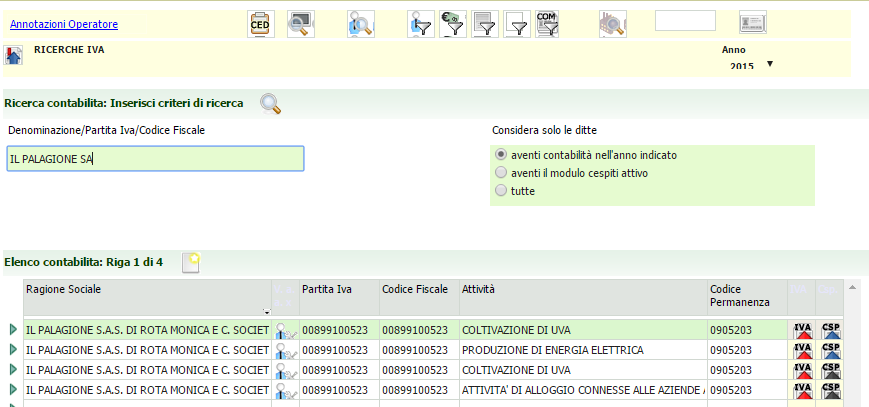 Annotazioni Operatore
CED
COM
RICERCHE IVA
Anno
2015
Ricerca contabilita: Inserisci criteri di ricerca
Denominazione/Partita Iva/Codice Fiscale
Considera solo le ditte
IL PALAGIONE SA
aventi contabilità nell'anno indicato
aventi il modulo cespiti attivo
tutte
Elenco contabilita: Riga 1 di 4
Ragione Sociale Partita Iva Codice Fiscale Attività Codice Permanenza
IL PALAGIONE S.A.S. DI ROTA MONICA E C. SOCIET 00899100523 00899100523 COLTIVAZIONE DI UVA 0905203 IVA CSP
IL PALAGIONE S.A.S. DI ROTA MONICA E C. SOCIET 00899100523 00899100523 PRODUZIONE DI ENERGIA ELETTRICA 0905203 IVA CSP
IL PALAGIONE S.A.S. DI ROTA MONICA E C. SOCIET 00899100523 00899100523 COLTIVAZIONE DI UVA 0905203 IVA CSP
IL PALAGIONE S.A.S. DI ROTA MONICA E C. SOCIET 00899100523 00899100523 ATTIVITA' DI ALLOGGIO CONNESSE ALLE AZIENDE 0905203 IVA CSP